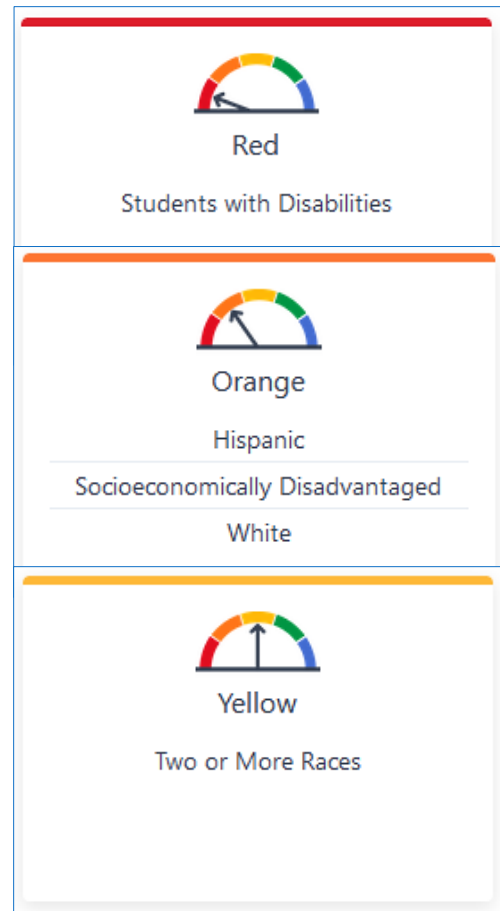 Red
Students with Disabilities
Orange
Hispanic
Socioeconomically Disadvantaged
White
Yellow
Two or More Races